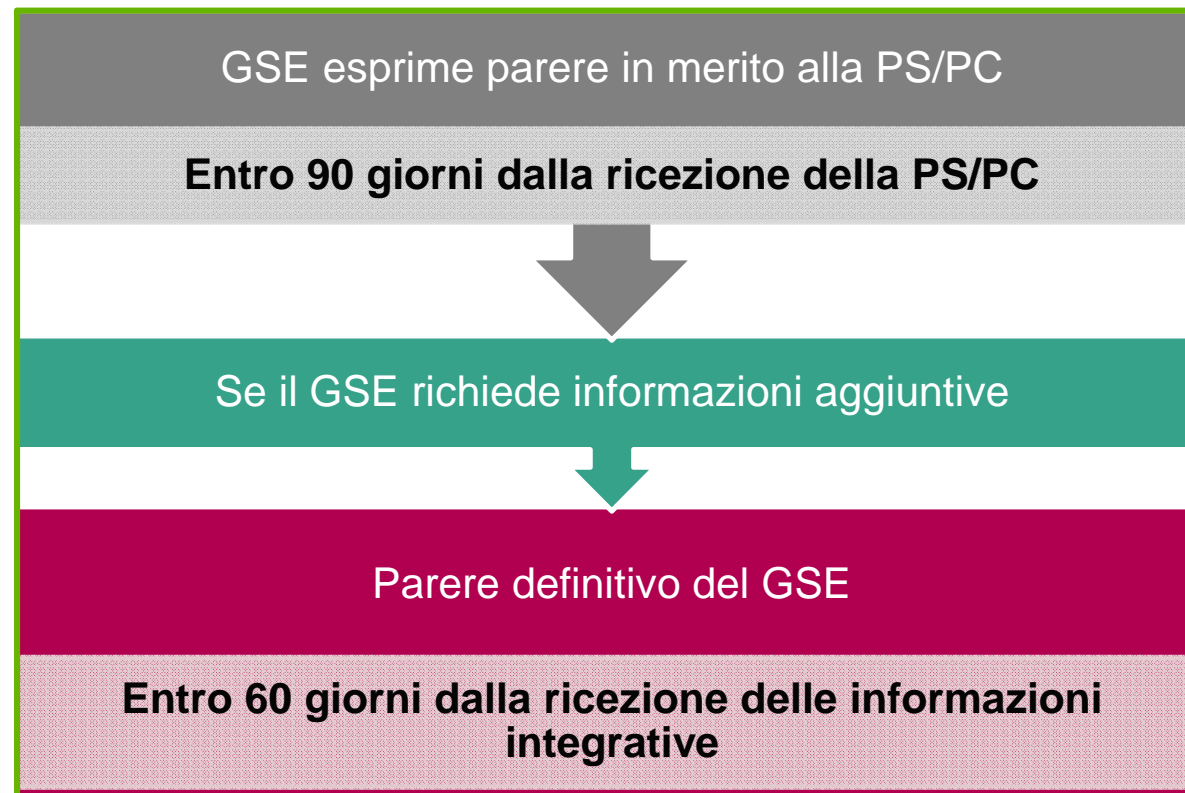 GSE esprime parere in merito alla PS/PC
Entro 90 giorni dalla ricezione della PS/PC
Se il GSE richiede informazioni aggiuntive
Parere definitivo del GSE
Entro 60 giorni dalla ricezione delle informazioni
integrative